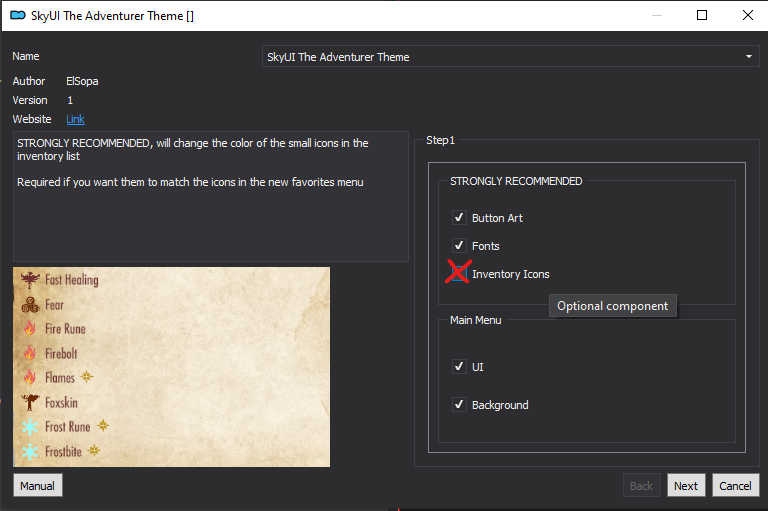 SkyUI The Adventurer Theme []
Name
SkyUI The Adventurer Theme
Author ElSopa
Version 1
Website Link
STRONGLY RECOMMENDED, will change the color of the small icons in the
inventory list
Required if you want them to match the icons in the new favorites menu
Fast Healing
Fear
Fire Rune
Firebolt
Flames
Foxskin
Frost Rune
Frostbite
Step1
STRONGLY RECOMMENDED
Button Art
Fonts
Inventory Icons
Optional component
Main Menu
UI
Background
Manual
Back
Next
Cancel